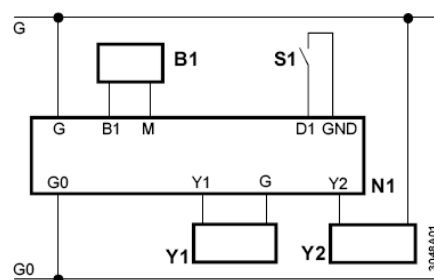 G
B1
S1
G B1 M D1 GND
G0 Y1 G Y2
N1
Y1
Y2
G0
3048A01